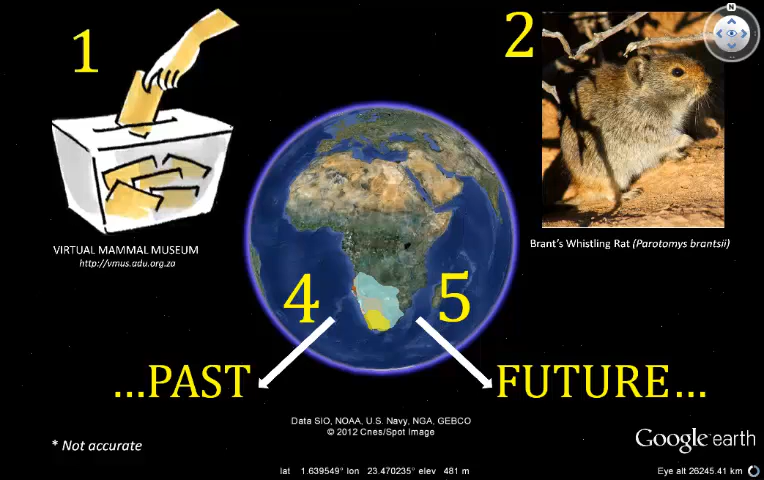 1
2
N
VIRTUAL MAMMAL MUSEUM
http://vmus.adu.org.za
Brant's Whistling Rat (Parotomys brantsii)
4
5
...PAST
FUTURE...
Data SIO, NOAA, U.S. Navy, NGA, GEBCO
© 2012 Cnes/Spot Image
* Not accurate
Google earth
lat 1.639549° lon 23.470235° elev 481 m
Eye alt 26245.41 km